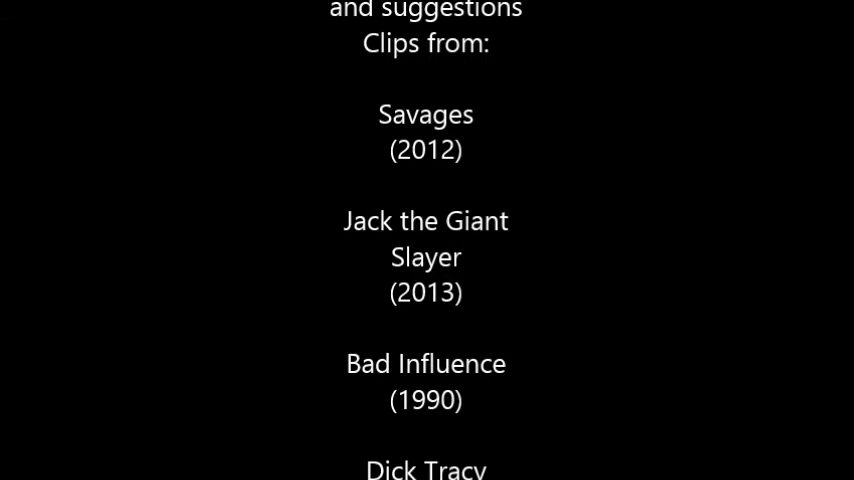 and suggestions
Clips from:
Savages
(2012)
Jack the Giant
Slayer
(2013)
Bad Influence
(1990)
Dick Tracy